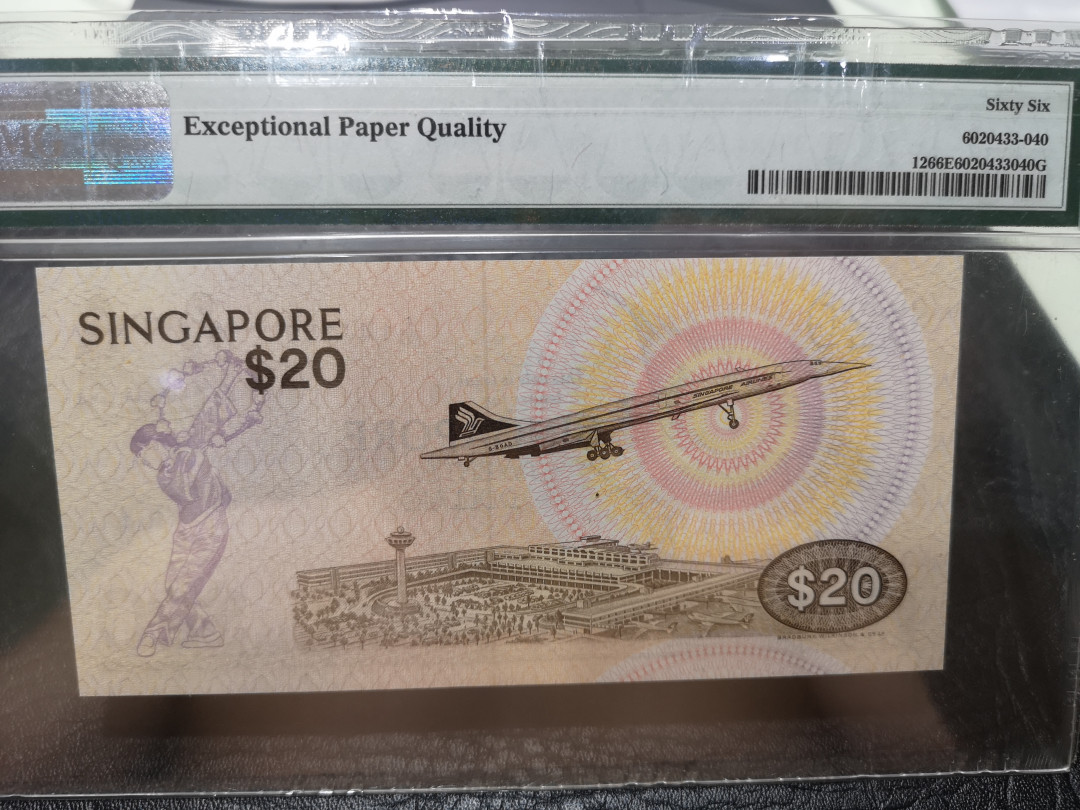 Sixty Six
Exceptional Paper Quality
6020433-040
1266E6020433040G
SINGAPORE
$20
SINGAPORE AIRLINES
$20